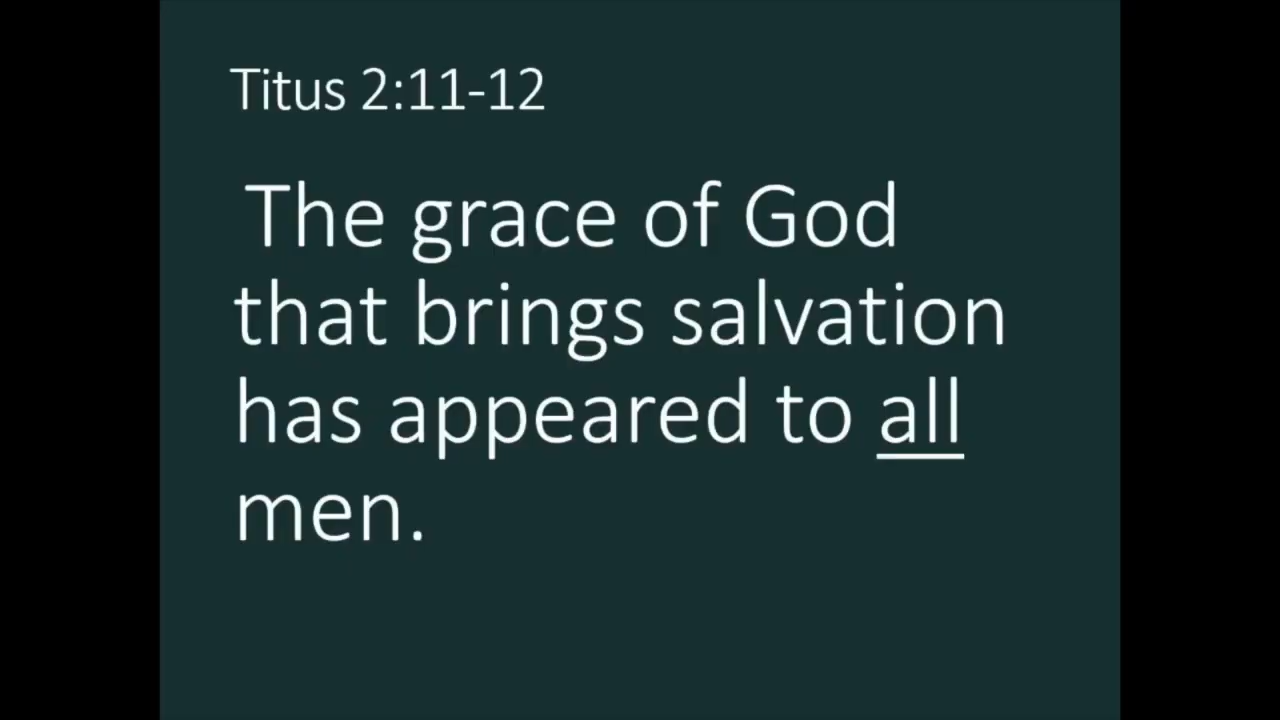 Titus 2:11-12
The grace of God
that brings salvation
has appeared to all
men.